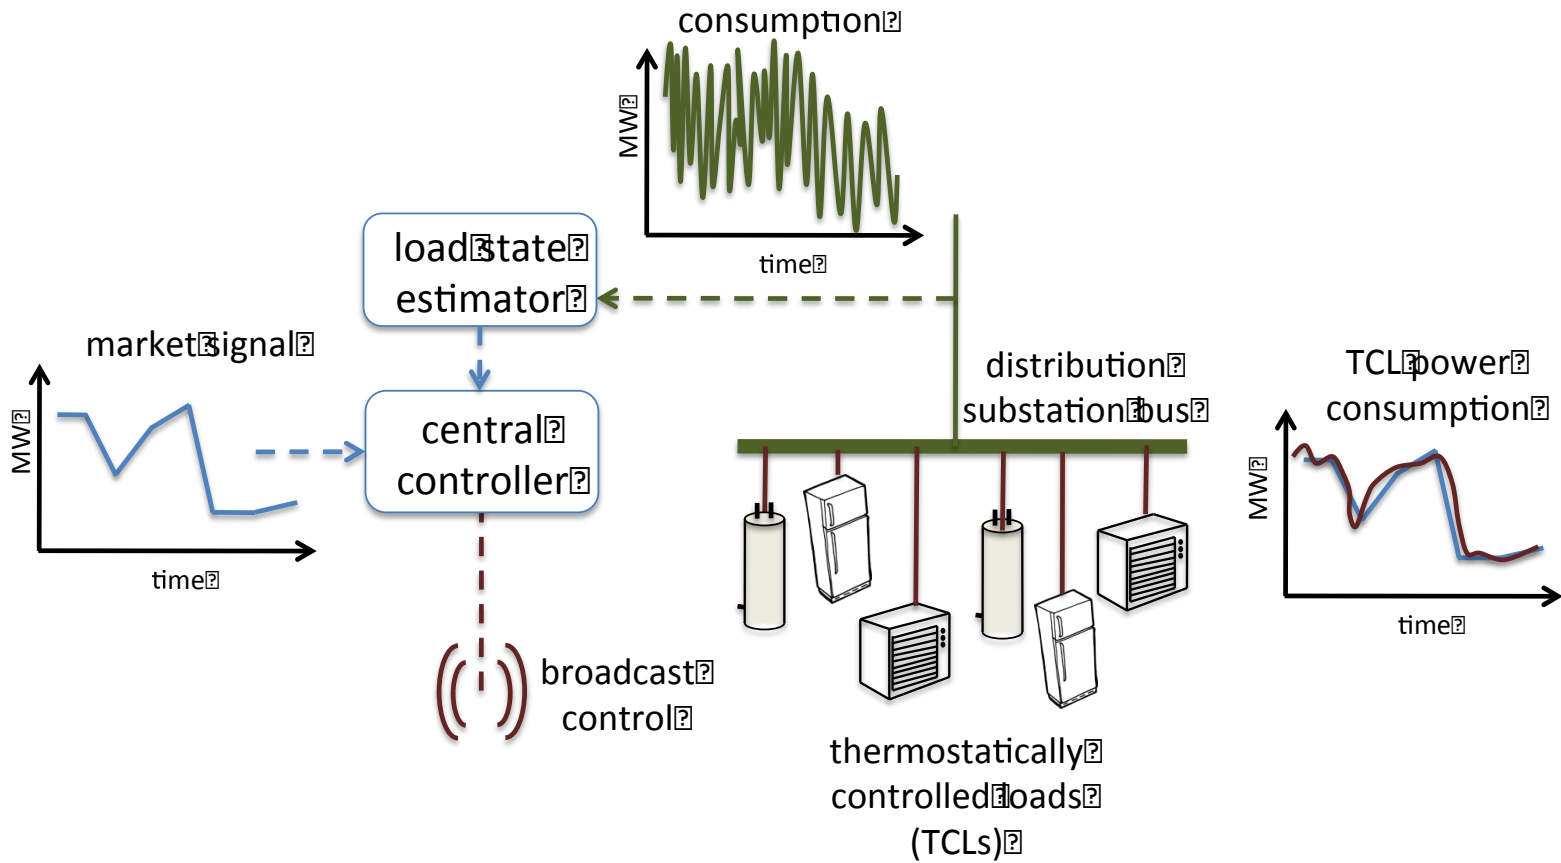 consumption
MW
time
load state
estimator
market signal
MW
time
central
controller
broadcast
control
distribution
substation bus
thermostatically
controlled loads
(TCLs)
TCL power
consumption
MW
time